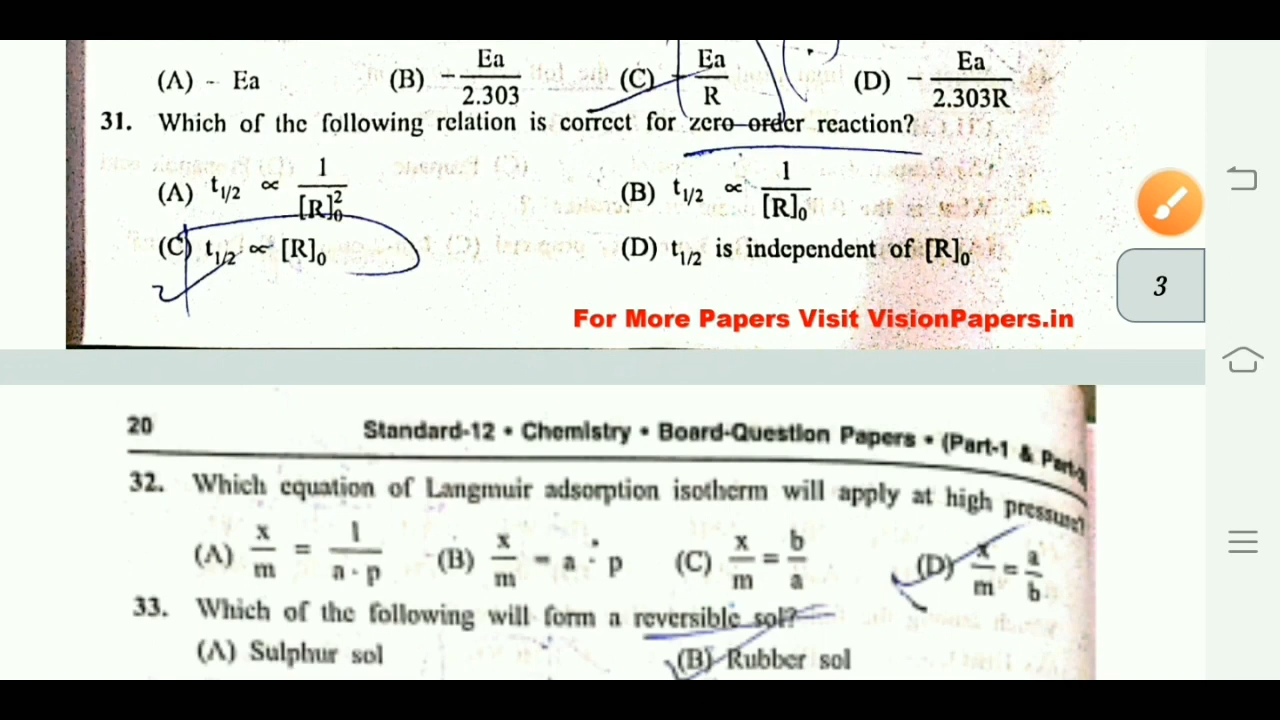 (A) - Ea (B) - Ea/2.303 (C) - Ea/R (D) - Ea/2.303R
31. Which of the following relation is correct for zero order reaction?
(A) t1/2 ∝ 1/[R]₀² (B) t1/2 ∝ 1/[R]₀
(C) t1/2 ∝ [R]₀ (D) t1/2 is independent of [R]₀
For More Papers Visit VisionPapers.in
3
20 Standard-12 • Chemistry • Board-Question Papers • (Part-1 & Part-
32. Which equation of Langmuir adsorption isotherm will apply at high pressure?
(A) x/m = 1/a · p (B) x/m = a · p (C) x/m = b/a (D) x/m = a/b
33. Which of the following will form a reversible sol?
(A) Sulphur sol (B) Rubber sol